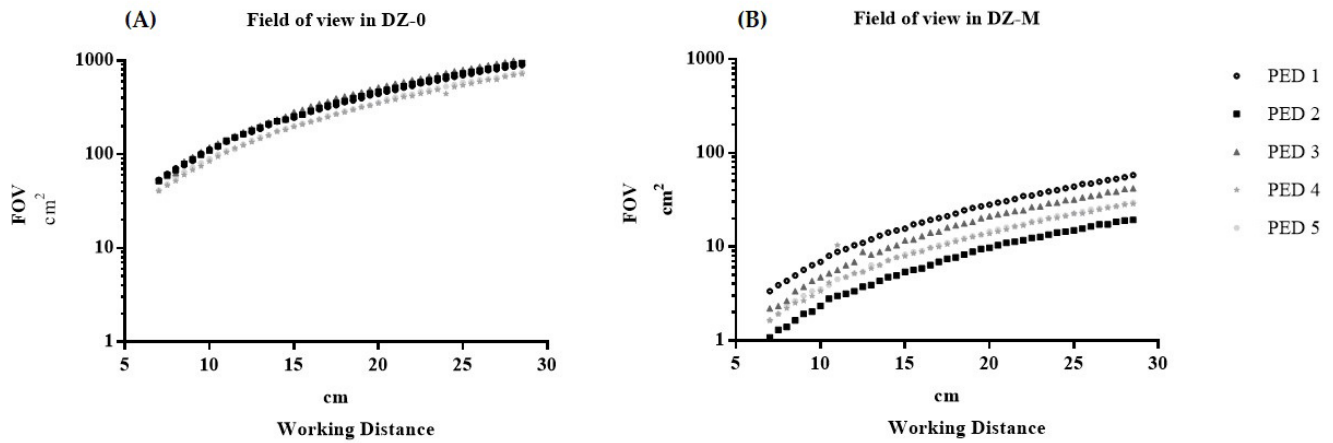 (A)
Field of view in DZ-0
1000
100
10
1
FOV
cm²
5
10
15
20
25
30
cm
Working Distance
(B)
Field of view in DZ-M
1000
100
10
1
FOV
cm²
5
10
15
20
25
30
cm
Working Distance
PED 1
PED 2
PED 3
PED 4
PED 5